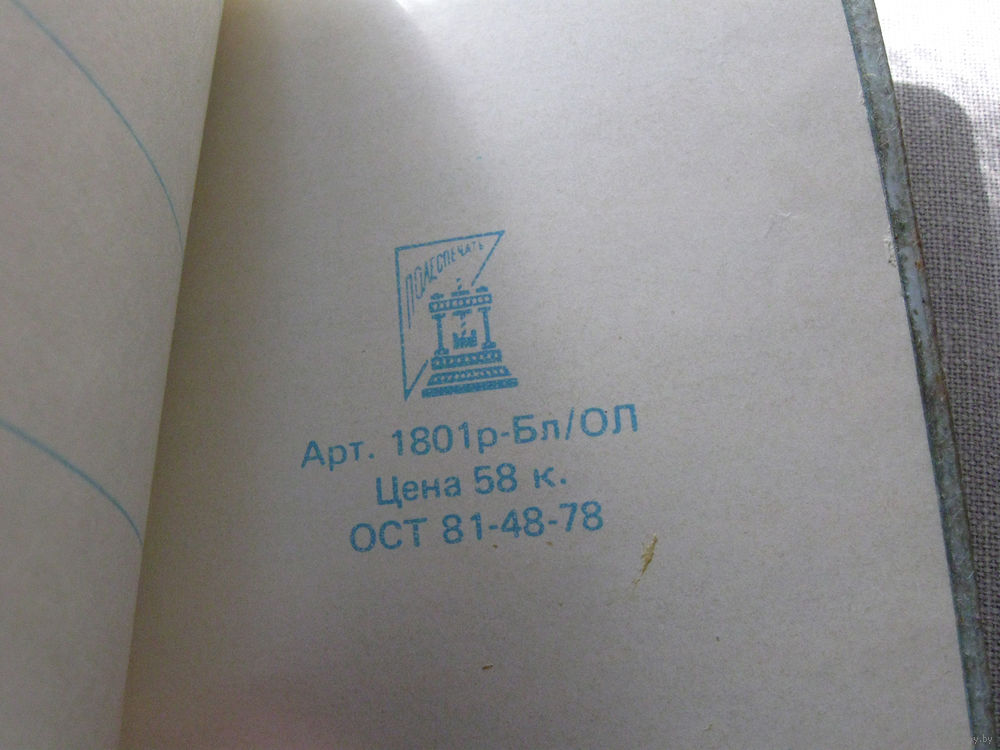 ПОЛЕСПЕЧАТЬ
Арт. 1801р-Бл/ОЛ
Цена 58 к.
ОСТ 81-48-78